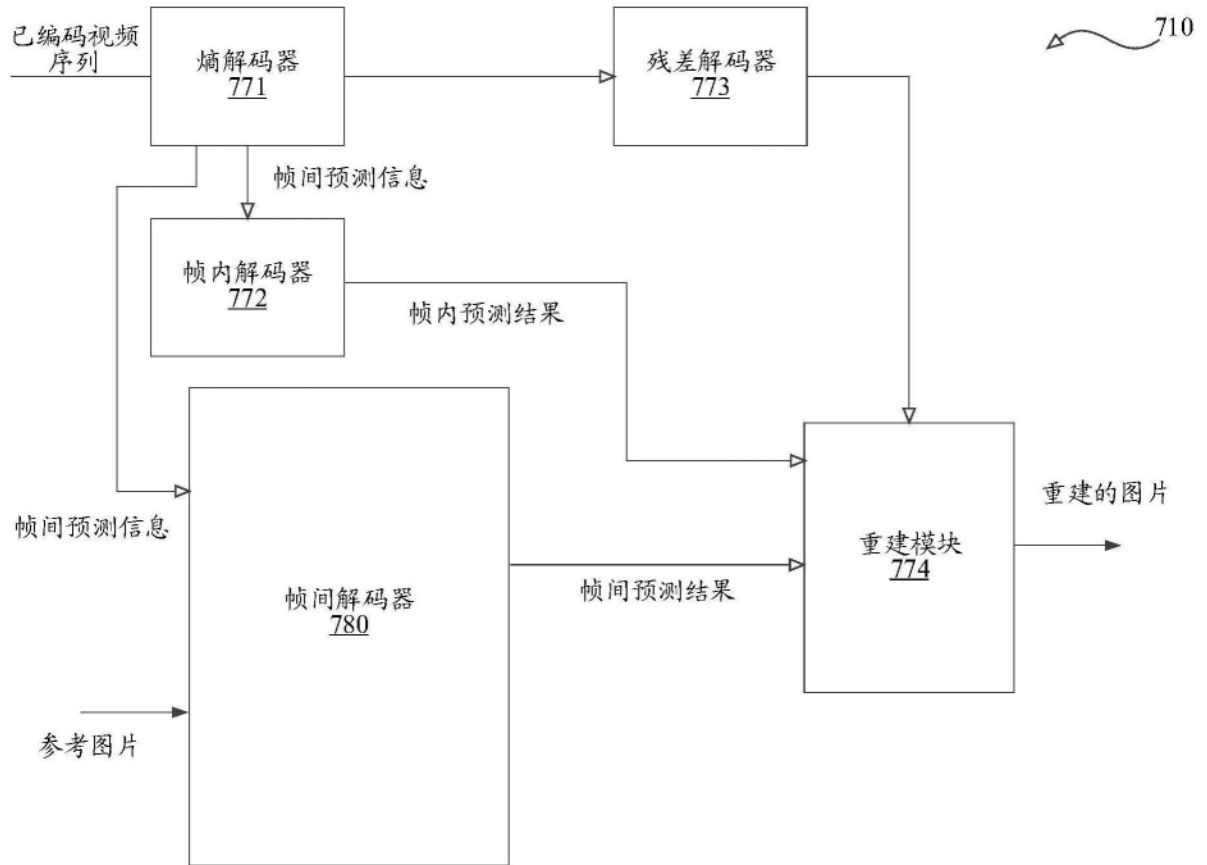 已编码视频
序列
熵解码器
771
残差解码器
773
710
帧间预测信息
帧内解码器
772
帧内预测结果
帧间预测信息
帧间解码器
780
帧间预测结果
重建模块
774
重建的图片
参考图片